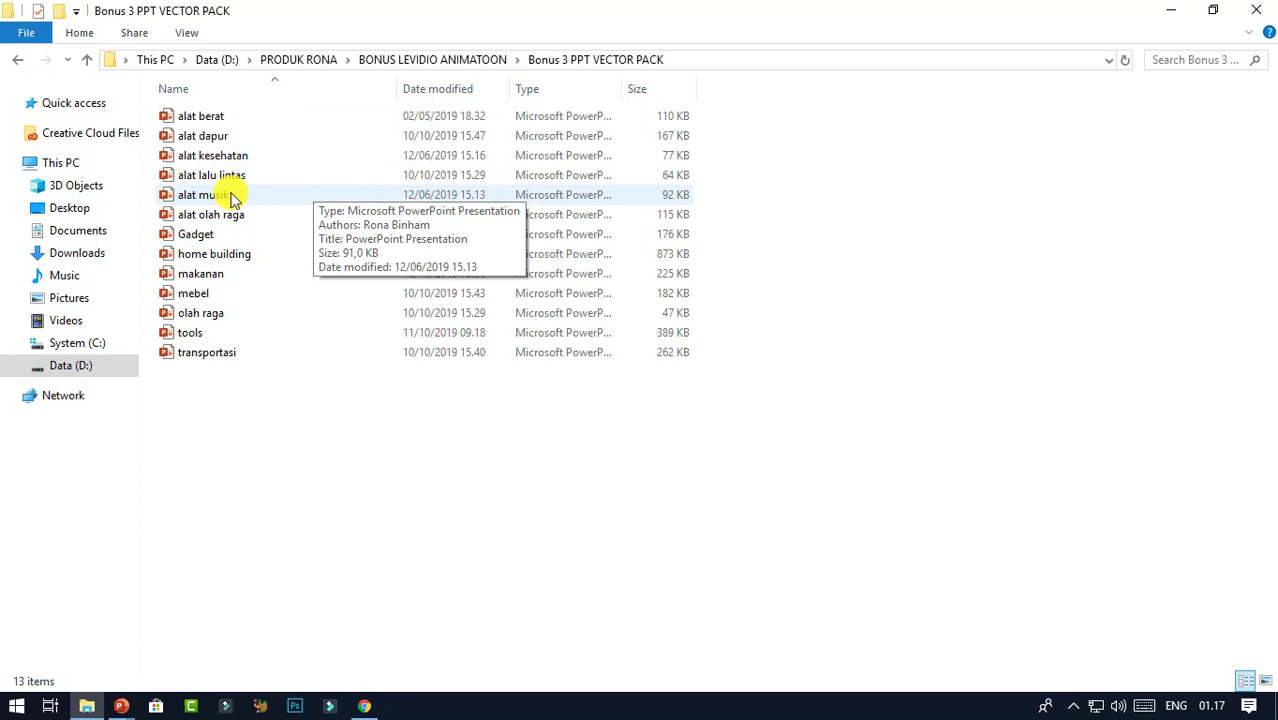 Bonus 3 PPT VECTOR PACK
File Home Share View
This PC Data (D:) PRODUK RONA BONUS LEVIDIO ANIMATOON Bonus 3 PPT VECTOR PACK
Search Bonus 3 ...
Quick access
Creative Cloud Files
This PC
3D Objects
Desktop
Documents
Downloads
Music
Pictures
Videos
System (C:)
Data (D:)
Network
Name Date modified Type Size
alat berat 02/05/2019 18.32 Microsoft PowerP... 110 KB
alat dapur 10/10/2019 15.47 Microsoft PowerP... 167 KB
alat kesehatan 12/06/2019 15.16 Microsoft PowerP... 77 KB
alat lalu lintas 10/10/2019 15.29 Microsoft PowerP... 64 KB
alat musik 12/06/2019 15.13 Microsoft PowerP... 92 KB
alat olah raga 115 KB
Gadget 176 KB
home building 873 KB
makanan 225 KB
mebel 10/10/2019 15.43 Microsoft PowerP... 182 KB
olah raga 10/10/2019 15.29 Microsoft PowerP... 47 KB
tools 11/10/2019 09.18 Microsoft PowerP... 389 KB
transportasi 10/10/2019 15.40 Microsoft PowerP... 262 KB
Type: Microsoft PowerPoint Presentation
Authors: Rona Binham
Title: PowerPoint Presentation
Size: 91,0 KB
Date modified: 12/06/2019 15.13
13 items
ENG 01.17